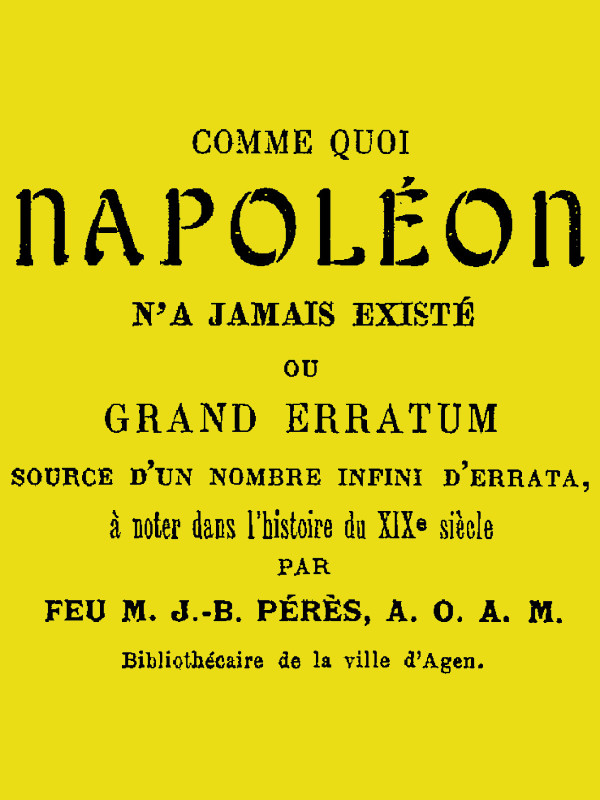 COMME QUOI
NAPOLÉON
N'A JAMAIS EXISTÉ
OU
GRAND ERRATUM
SOURCE D'UN NOMBRE INFINI D'ERRATA,
à noter dans l'histoire du XIXe siècle
PAR
FEU M. J.-B. PÉRÈS, A. O. A. M.
Bibliothécaire de la ville d'Agen.